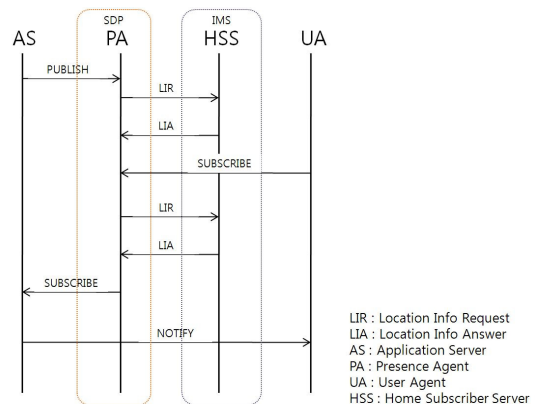 SDP
IMS
AS
PA
HSS
UA
PUBLISH
LIR
LIA
SUBSCRIBE
LIR
LIA
SUBSCRIBE
NOTIFY
LIR : Location Info Request
LIA : Location Info Answer
AS : Application Server
PA : Presence Agent
UA : User Agent
HSS : Home Subscriber Server